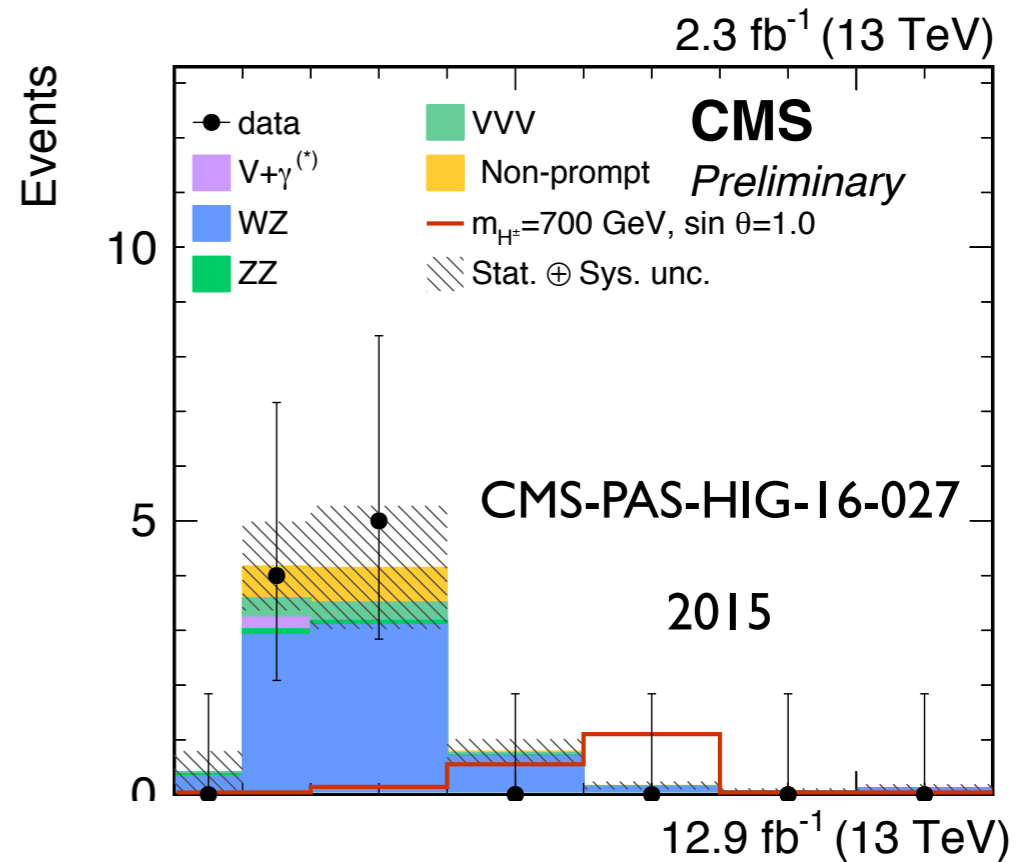 2.3 fb⁻¹ (13 TeV)
Events
data
V+γ(*)
WZ
ZZ
VVV
Non-prompt
mH±=700 GeV, sin θ=1.0
Stat. ⊕ Sys. unc.
CMS
Preliminary
10
5
0
CMS-PAS-HIG-16-027
2015
12.9 fb⁻¹ (13 TeV)